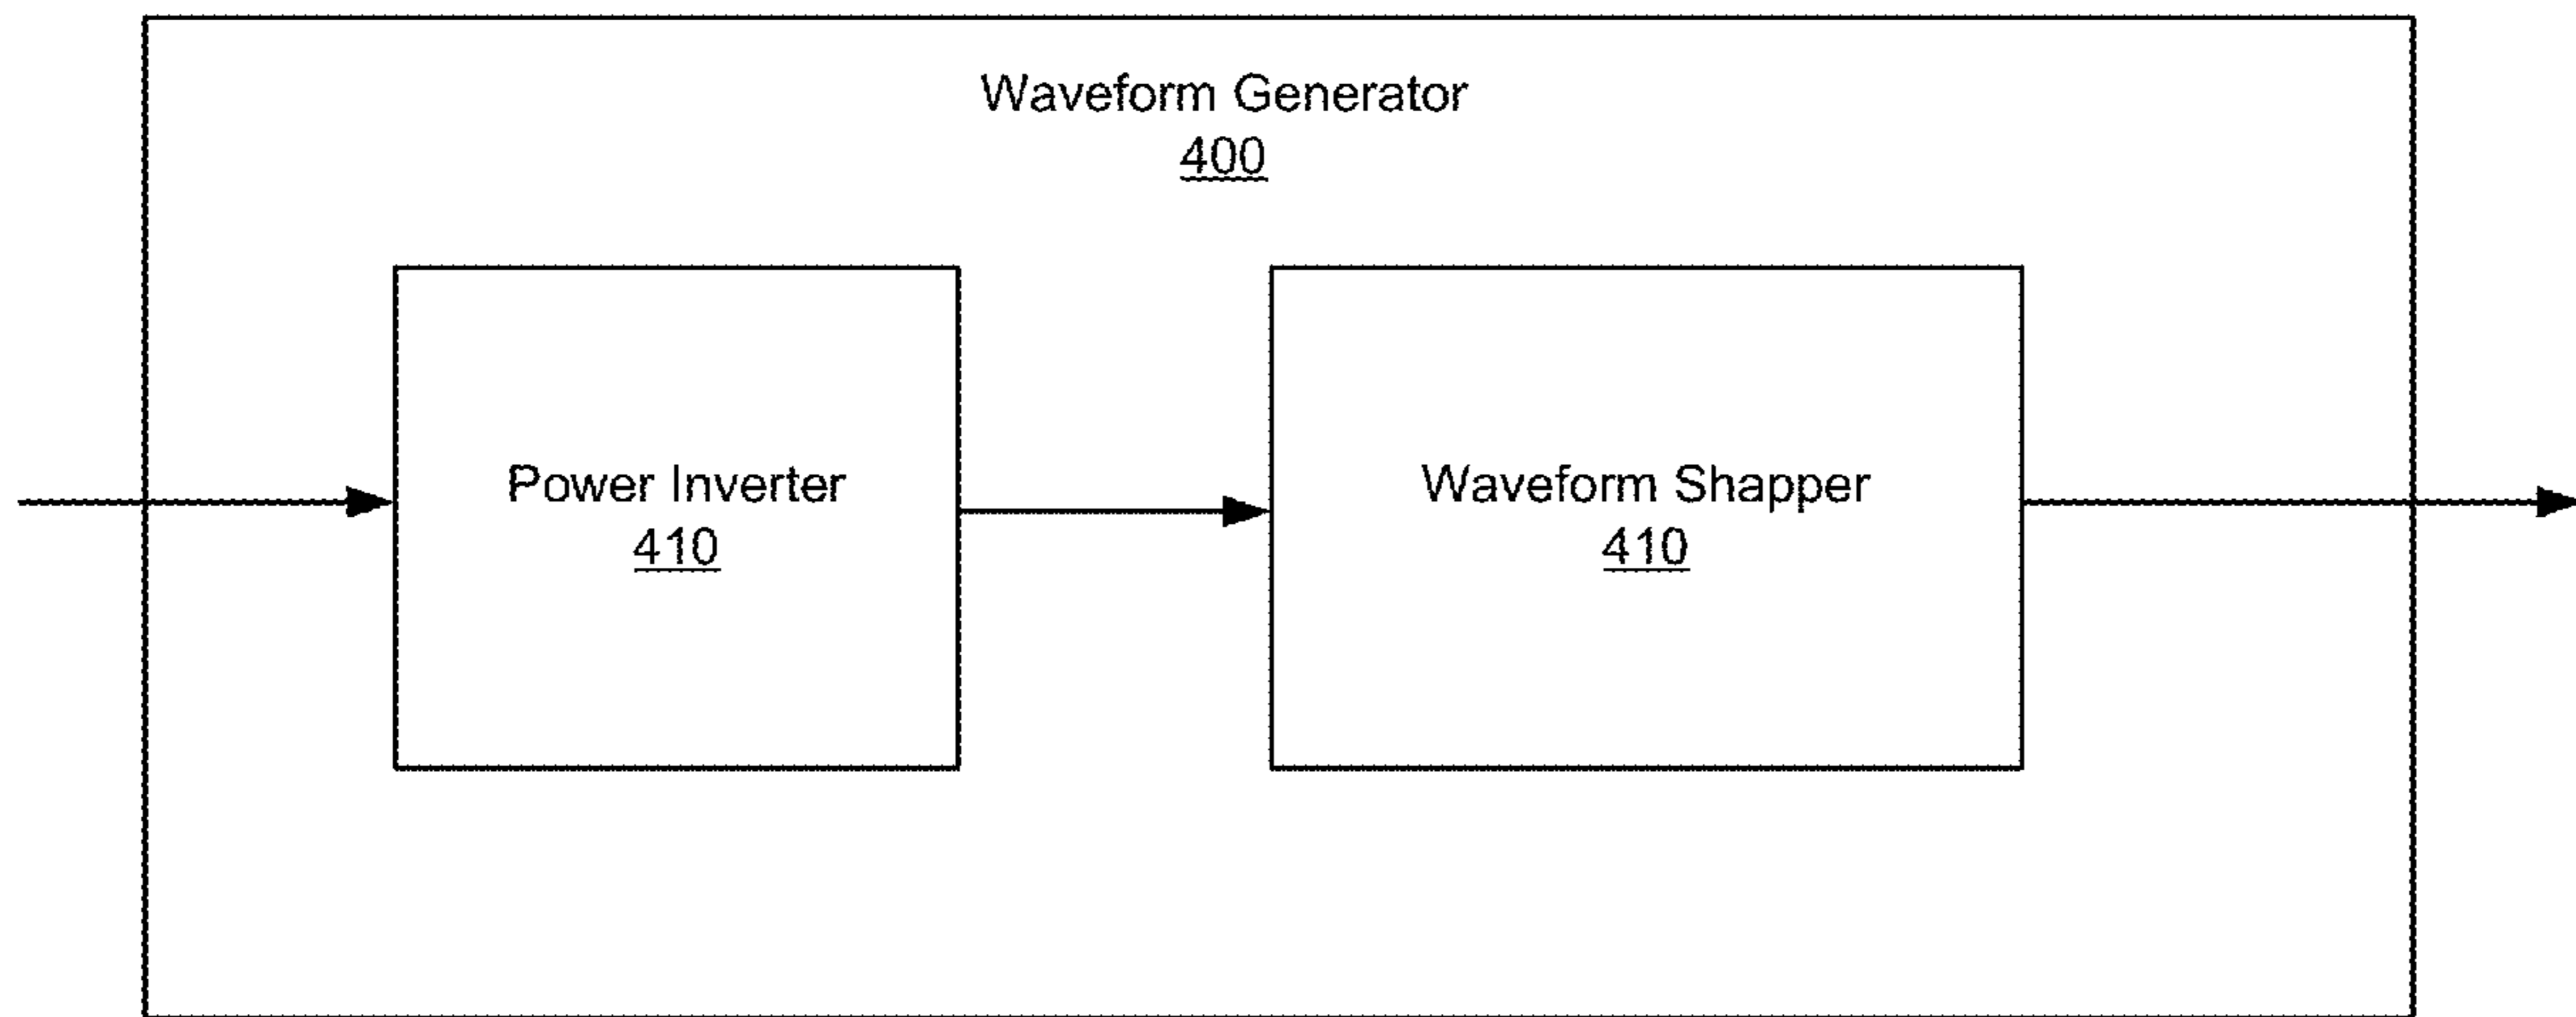 Waveform Generator
400
Power Inverter
410
Waveform Shapper
410